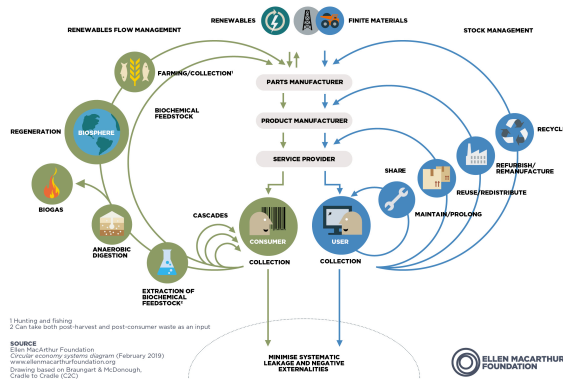 RENEWABLES
FINITE MATERIALS
RENEWABLES FLOW MANAGEMENT
STOCK MANAGEMENT
FARMING/COLLECTION¹
PARTS MANUFACTURER
BIOCHEMICAL
FEEDSTOCK
PRODUCT MANUFACTURER
REGENERATION
BIOSPHERE
RECYCLE
SERVICE PROVIDER
REFURBISH/
REMANUFACTURE
SHARE
REUSE/REDISTRIBUTE
BIOGAS
CASCADES
MAINTAIN/PROLONG
CONSUMER
USER
ANAEROBIC
DIGESTION
COLLECTION
COLLECTION
EXTRACTION OF
BIOCHEMICAL
FEEDSTOCK²
1 Hunting and fishing
2 Can take both post-harvest and post-consumer waste as an input
SOURCE
Ellen MacArthur Foundation
Circular economy systems diagram (February 2019)
www.ellenmacarthurfoundation.org
Drawing based on Braungart & McDonough,
Cradle to Cradle (C2C)
MINIMISE SYSTEMATIC
LEAKAGE AND NEGATIVE
EXTERNALITIES
ELLEN MACARTHUR
FOUNDATION